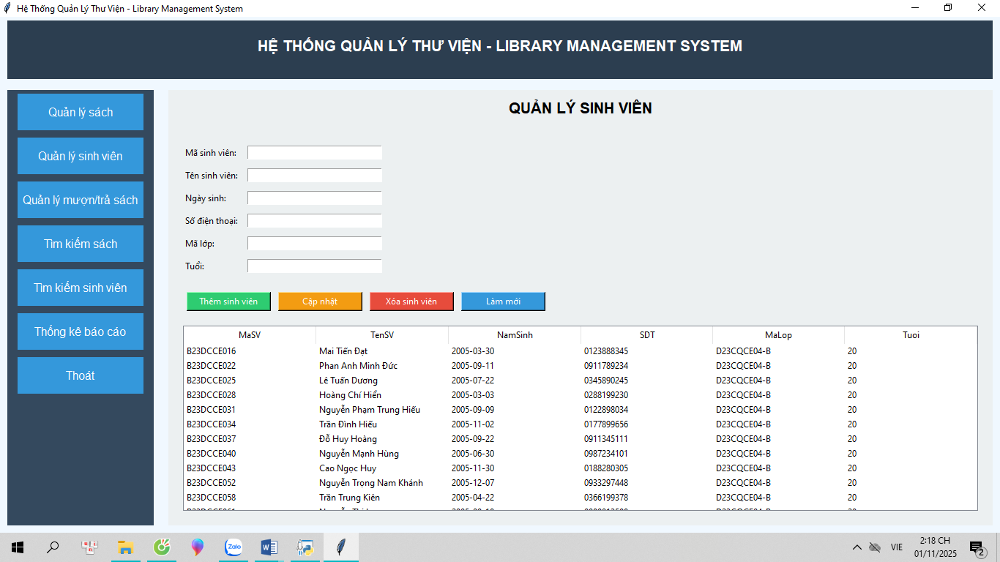 Hệ Thống Quản Lý Thư Viện - Library Management System
HỆ THỐNG QUẢN LÝ THƯ VIỆN - LIBRARY MANAGEMENT SYSTEM
Quản lý sách
Quản lý sinh viên
Quản lý mượn/trả sách
Tìm kiếm sách
Tìm kiếm sinh viên
Thống kê báo cáo
Thoát
QUẢN LÝ SINH VIÊN
Mã sinh viên:
Tên sinh viên:
Ngày sinh:
Số điện thoại:
Mã lớp:
Tuổi:
Thêm sinh viên Cập nhật Xóa sinh viên Làm mới
MaSV TenSV NamSinh SDT MaLop Tuoi
B23DCCE016 Mai Tiến Đạt 2005-03-30 0123888345 D23CQCE04-B 20
B23DCCE022 Phan Anh Minh Đức 2005-09-11 0911789234 D23CQCE04-B 20
B23DCCE025 Lê Tuấn Dương 2005-07-22 0345890245 D23CQCE04-B 20
B23DCCE028 Hoàng Chí Hiển 2005-03-03 0288199230 D23CQCE04-B 20
B23DCCE031 Nguyễn Phạm Trung Hiếu 2005-09-09 0122898034 D23CQCE04-B 20
B23DCCE034 Trần Đình Hiếu 2005-11-02 0177899656 D23CQCE04-B 20
B23DCCE037 Đỗ Huy Hoàng 2005-09-22 0911345111 D23CQCE04-B 20
B23DCCE040 Nguyễn Mạnh Hùng 2005-06-30 0987234101 D23CQCE04-B 20
B23DCCE043 Cao Ngọc Huy 2005-11-30 0188280305 D23CQCE04-B 20
B23DCCE052 Nguyễn Trọng Nam Khánh 2005-12-07 0933297448 D23CQCE04-B 20
B23DCCE058 Trần Trung Kiên 2005-04-22 0366199378 D23CQCE04-B 20
Zalo
VIE
2:18 CH
01/11/2025
2